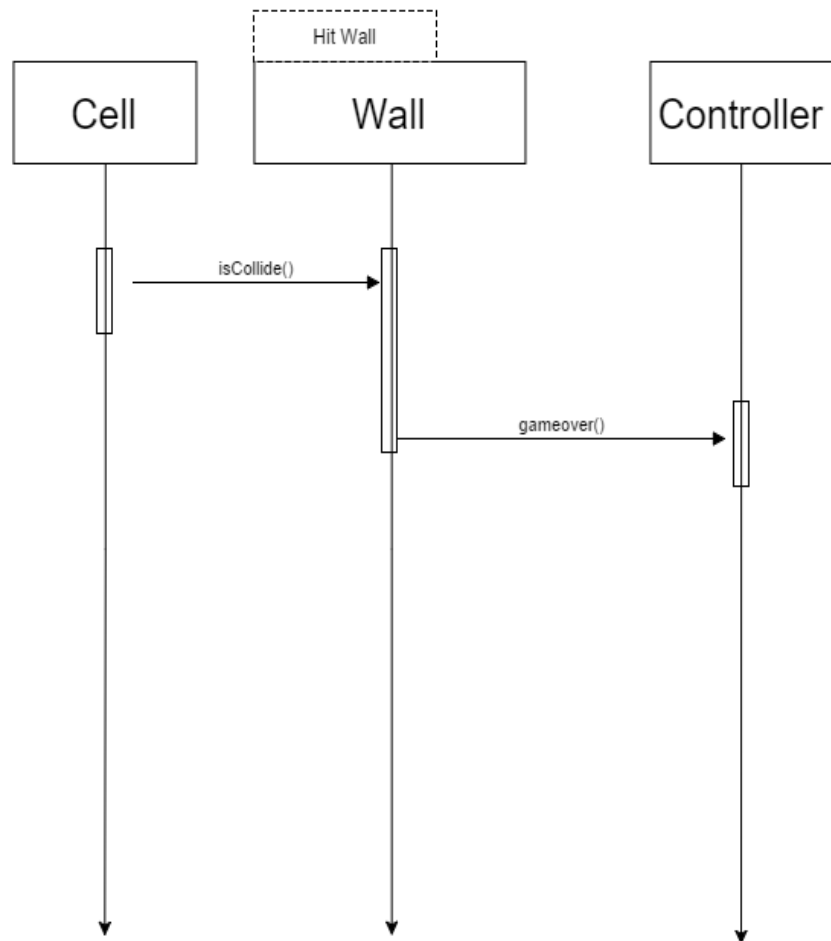 Hit Wall
Cell
Wall
Controller
isCollide()
gameover()